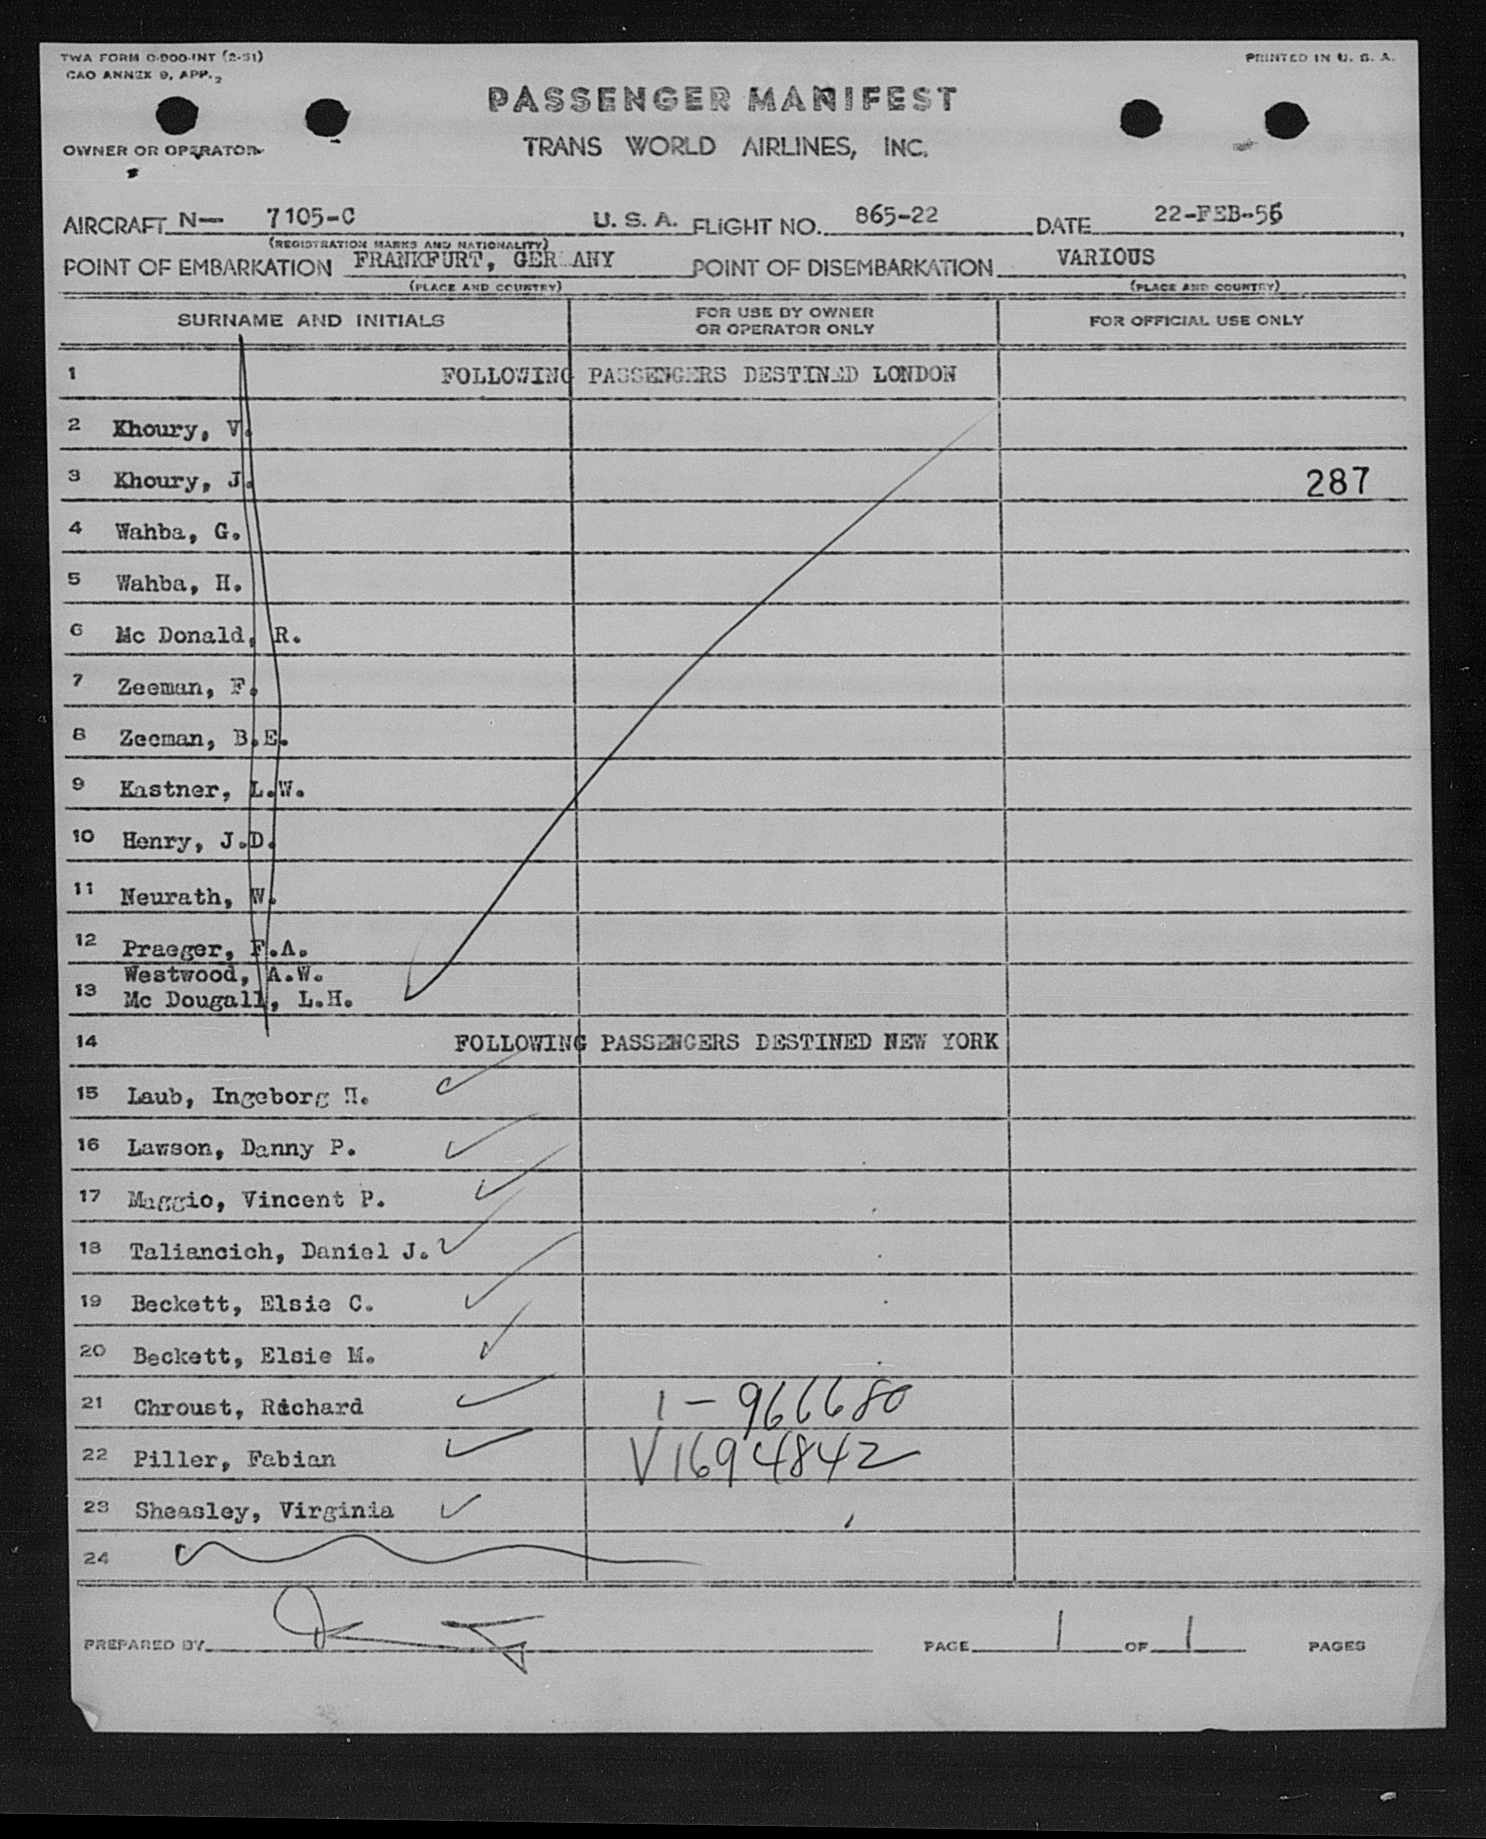 TWA FORM O-900-INT (2-51)
CAO ANNEX 9, APP. 2
PRINTED IN U. S. A.
PASSENGER MANIFEST
OWNER OR OPERATOR
TRANS WORLD AIRLINES, INC.
AIRCRAFT N— 7105-C U. S. A. FLIGHT NO. 865-22 DATE 22-FEB-56
(REGISTRATION MARKS AND NATIONALITY)
POINT OF EMBARKATION FRANKFURT, GERMANY POINT OF DISEMBARKATION VARIOUS
(PLACE AND COUNTRY) (PLACE AND COUNTRY)
SURNAME AND INITIALS FOR USE BY OWNER OR OPERATOR ONLY FOR OFFICIAL USE ONLY
1 FOLLOWING PASSENGERS DESTINED LONDON
2 Khoury, V.
3 Khoury, J. 287
4 Wahba, G.
5 Wahba, H.
6 Mc Donald, R.
7 Zeeman, F.
8 Zeeman, B.E.
9 Kastner, L.W.
10 Henry, J.D.
11 Neurath, W.
12 Praeger, F.A.
Westwood, A.W.
13 Mc Dougall, L.H.
14 FOLLOWING PASSENGERS DESTINED NEW YORK
15 Laub, Ingeborg H.
16 Lawson, Danny P.
17 Maggio, Vincent P.
18 Taliancich, Daniel J.
19 Beckett, Elsie C.
20 Beckett, Elsie M.
21 Chroust, Richard 1-966680
22 Piller, Fabian V1694842
23 Sheasley, Virginia
24
PREPARED BY PAGE 1 OF 1 PAGES